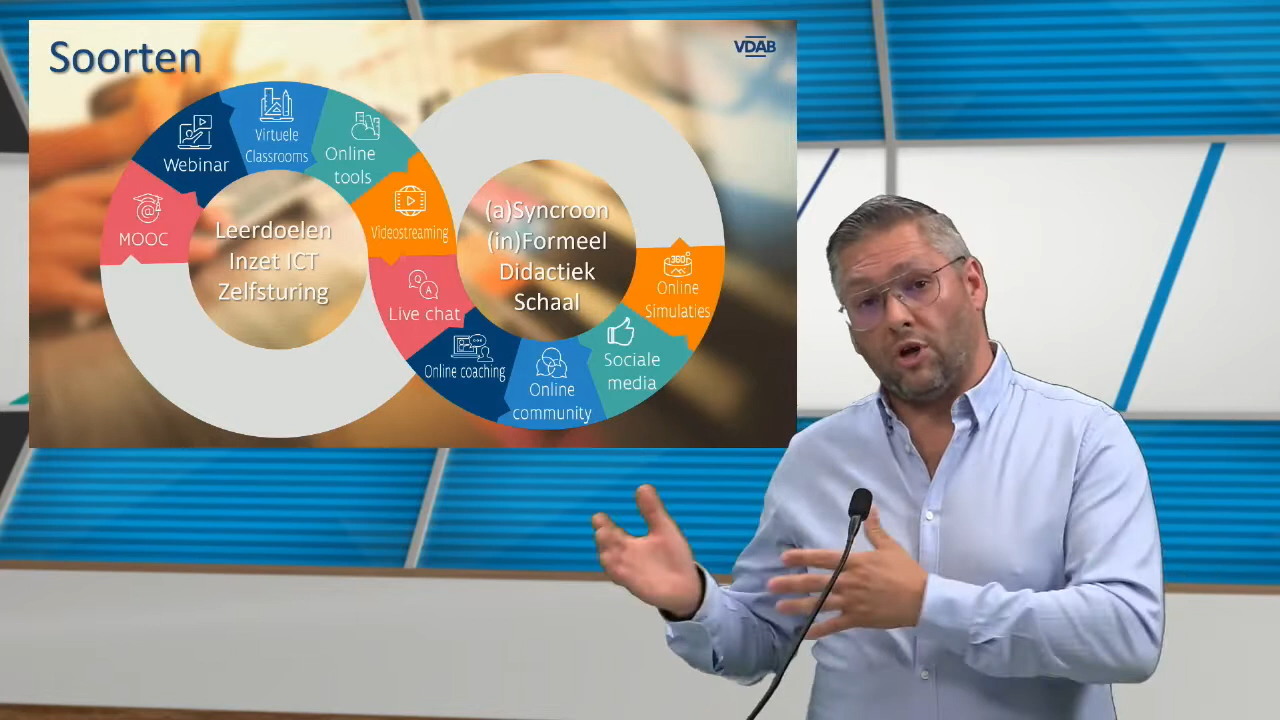 Soorten
VDAB
MOOC
Webinar
Virtuele
Classrooms
Online
tools
Videostreaming
Live chat
Online coaching
Online
community
Sociale
media
360°
Online
Simulaties
Leerdoelen
Inzet ICT
Zelfsturing
(a)Syncroon
(in)Formeel
Didactiek
Schaal
Q
A